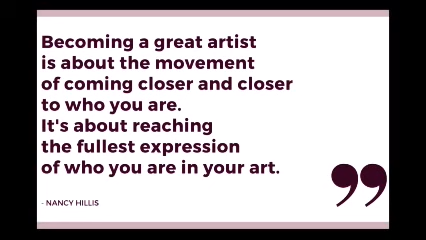 Becoming a great artist
is about the movement
of coming closer and closer
to who you are.
It's about reaching
the fullest expression
of who you are in your art.
- NANCY HILLIS